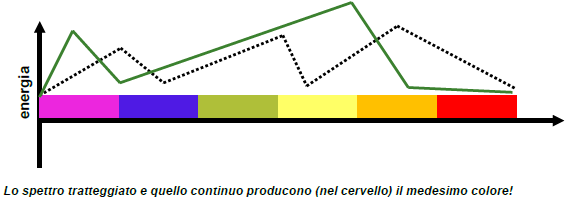 energia
Lo spettro tratteggiato e quello continuo producono (nel cervello) il medesimo colore!